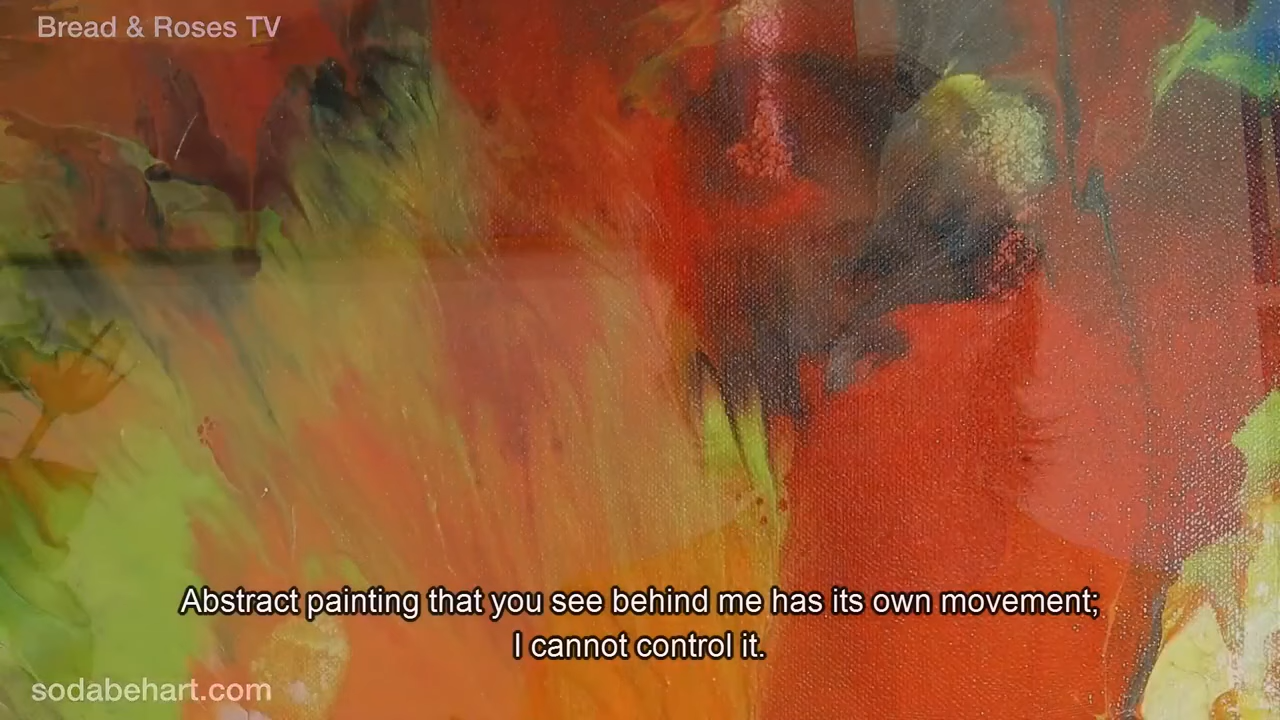 Bread & Roses TV
Abstract painting that you see behind me has its own movement;
I cannot control it.
sodabehart.com